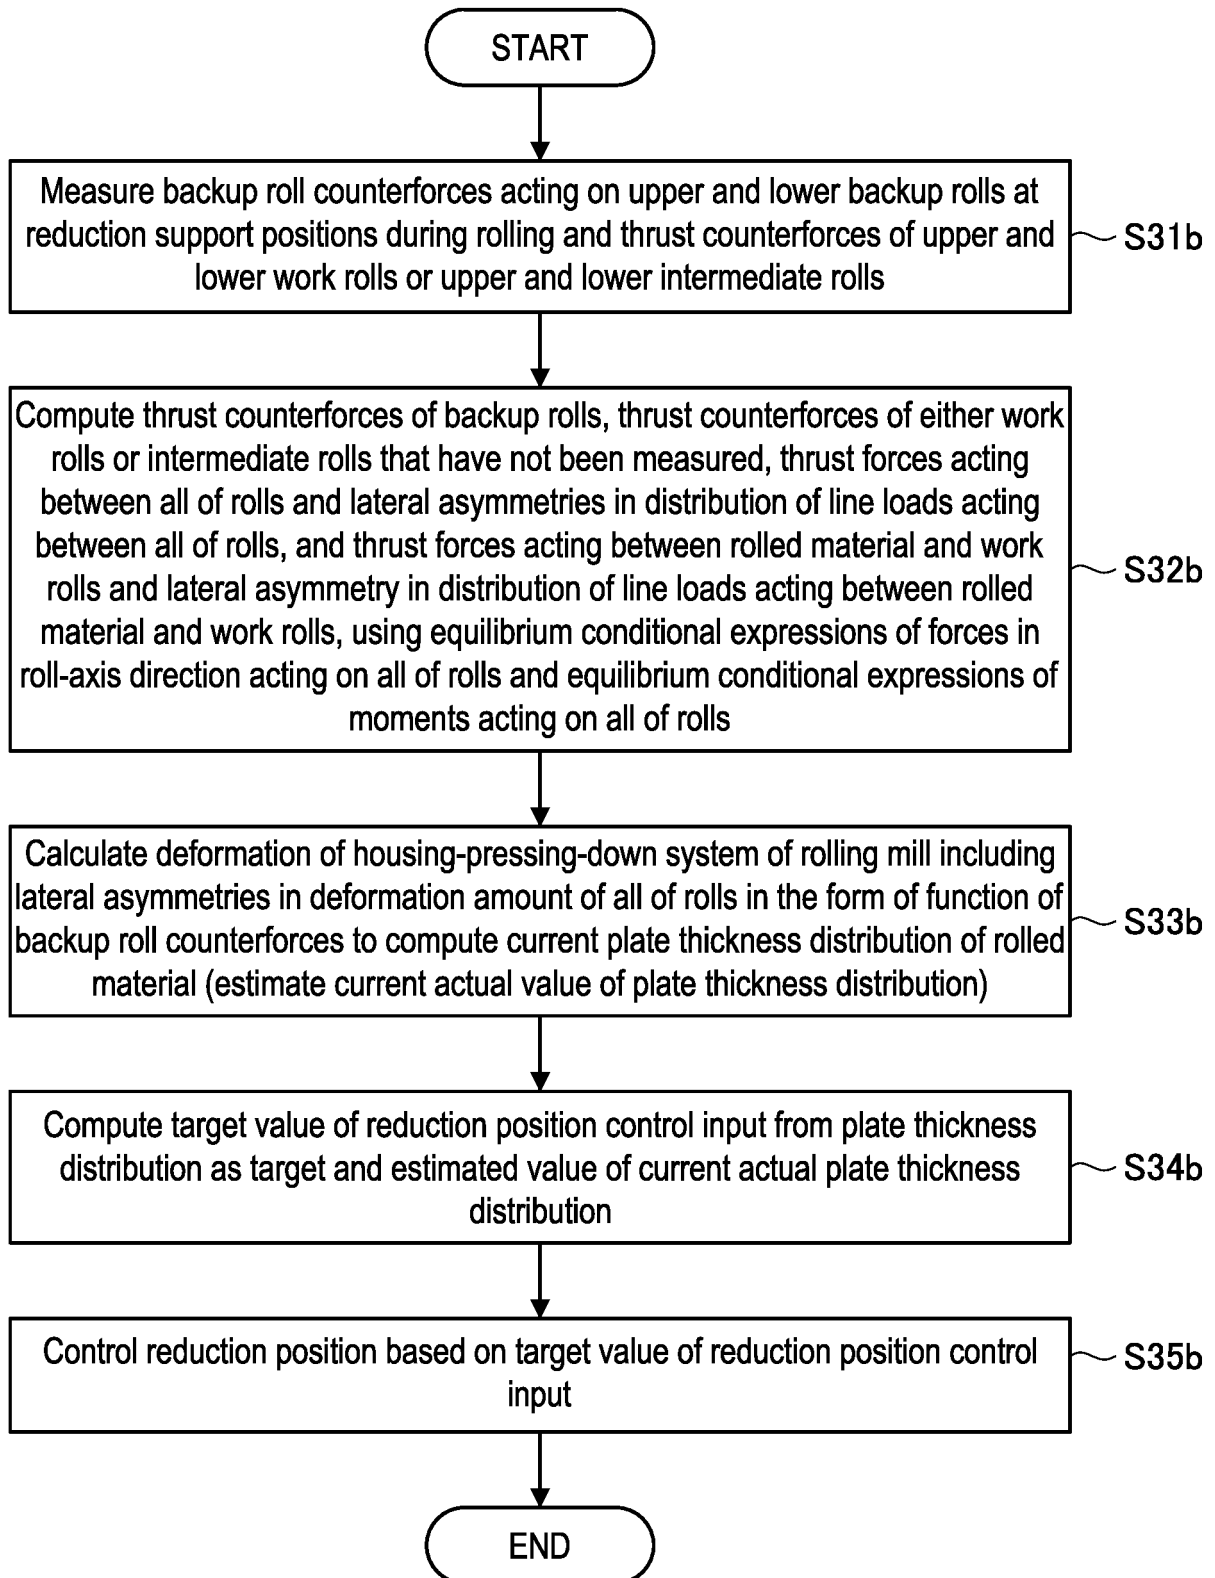 START
Measure backup roll counterforces acting on upper and lower backup rolls at
reduction support positions during rolling and thrust counterforces of upper and
lower work rolls or upper and lower intermediate rolls
S31b
Compute thrust counterforces of backup rolls, thrust counterforces of either work
rolls or intermediate rolls that have not been measured, thrust forces acting
between all of rolls and lateral asymmetries in distribution of line loads acting
between all of rolls, and thrust forces acting between rolled material and work
rolls and lateral asymmetry in distribution of line loads acting between rolled
material and work rolls, using equilibrium conditional expressions of forces in
roll-axis direction acting on all of rolls and equilibrium conditional expressions of
moments acting on all of rolls
S32b
Calculate deformation of housing-pressing-down system of rolling mill including
lateral asymmetries in deformation amount of all of rolls in the form of function of
backup roll counterforces to compute current plate thickness distribution of rolled
material (estimate current actual value of plate thickness distribution)
S33b
Compute target value of reduction position control input from plate thickness
distribution as target and estimated value of current actual plate thickness
distribution
S34b
Control reduction position based on target value of reduction position control
input
S35b
END